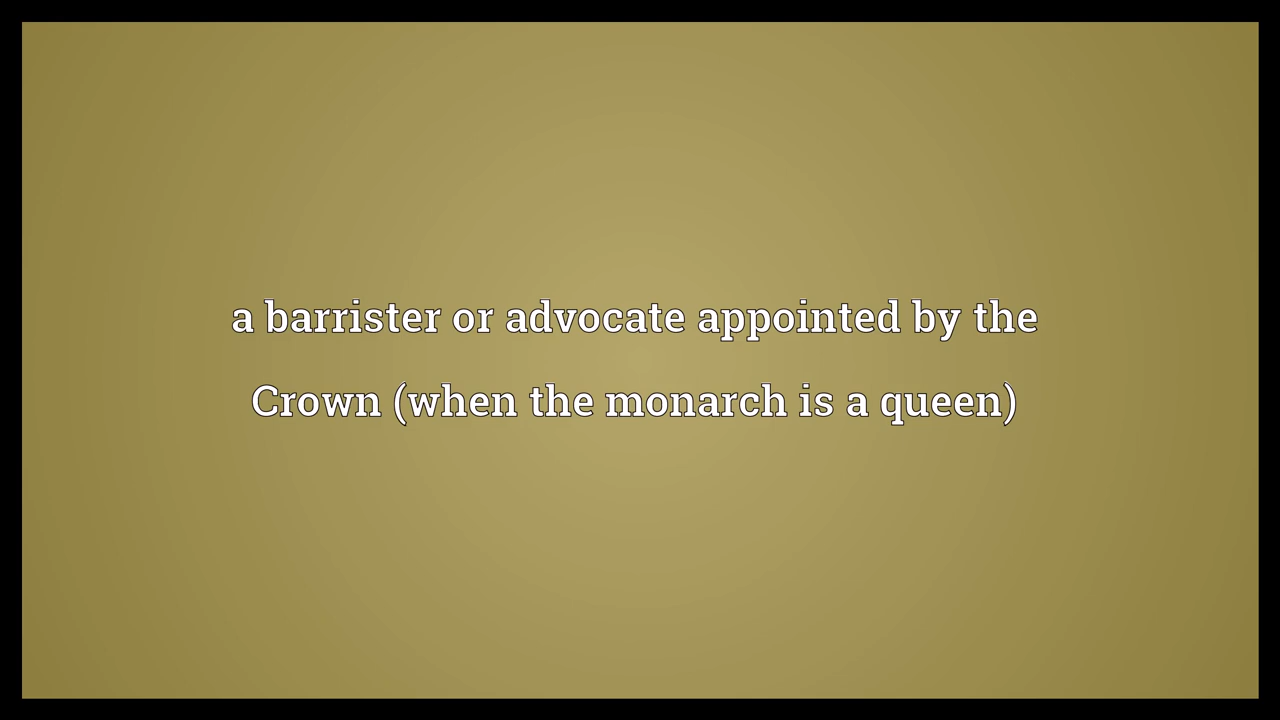 a barrister or advocate appointed by the
Crown (when the monarch is a queen)